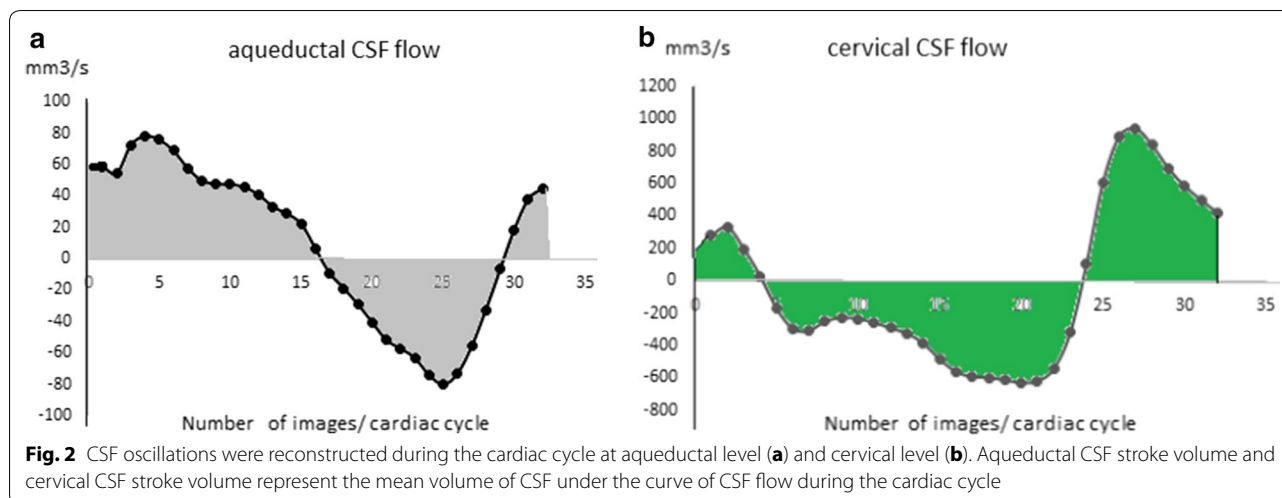 a
aqueductal CSF flow
mm3/s
100
80
60
40
20
0
-20
-40
-60
-80
-100
0 5 10 15 20 25 30 35
Number of images/ cardiac cycle
b
mm3/s
cervical CSF flow
1200
1000
800
600
400
200
0
-200
-400
-600
-800
0 10 15 20 25 30 35
Number of images/ cardiac cycle
Fig. 2 CSF oscillations were reconstructed during the cardiac cycle at aqueductal level (a) and cervical level (b). Aqueductal CSF stroke volume and
cervical CSF stroke volume represent the mean volume of CSF under the curve of CSF flow during the cardiac cycle